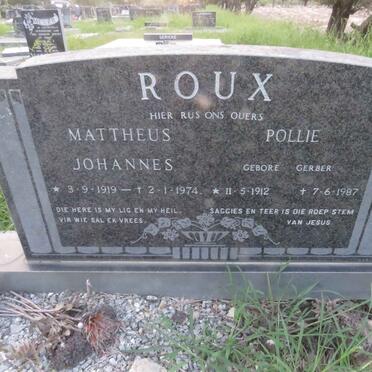 GERICKE
ROUX
HIER RUS ONS OUERS
MATTHEUS
JOHANNES
★ 3-9-1919 — † 2-1-1974
DIE HERE IS MY LIG EN MY HEIL,
VIR WIE SAL EK VREES.
POLLIE
GEBORE GERBER
★ 11-5-1912 † 7-6-1987
SAGGIES EN TEER IS DIE ROEP STEM
VAN JESUS